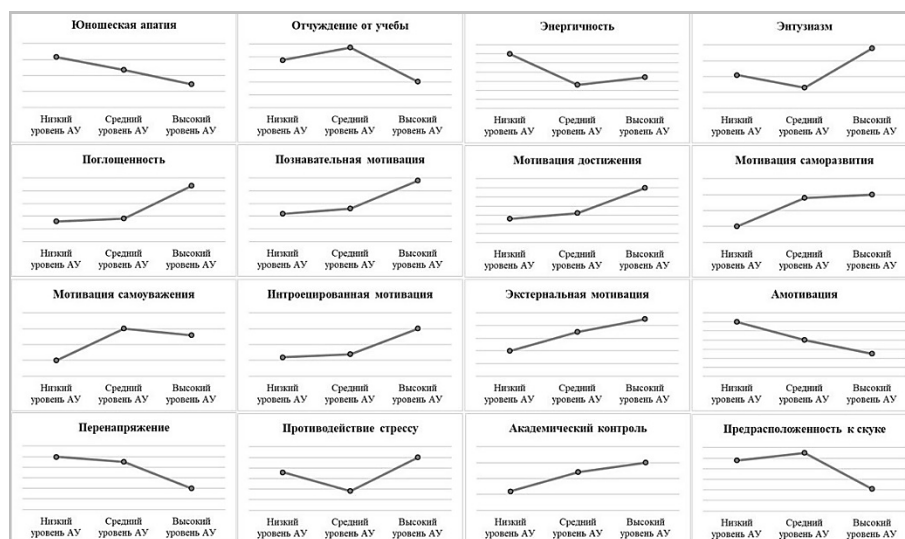 Юношеская апатия
Низкий Средний Высокий
уровень АУ уровень АУ уровень АУ
Отчуждение от учебы
Низкий Средний Высокий
уровень АУ уровень АУ уровень АУ
Энергичность
Низкий Средний Высокий
уровень АУ уровень АУ уровень АУ
Энтузиазм
Низкий Средний Высокий
уровень АУ уровень АУ уровень АУ
Поглощенность
Низкий Средний Высокий
уровень АУ уровень АУ уровень АУ
Познавательная мотивация
Низкий Средний Высокий
уровень АУ уровень АУ уровень АУ
Мотивация достижения
Низкий Средний Высокий
уровень АУ уровень АУ уровень АУ
Мотивация саморазвития
Низкий Средний Высокий
уровень АУ уровень АУ уровень АУ
Мотивация самоуважения
Низкий Средний Высокий
уровень АУ уровень АУ уровень АУ
Интроецированная мотивация
Низкий Средний Высокий
уровень АУ уровень АУ уровень АУ
Экстернальная мотивация
Низкий Средний Высокий
уровень АУ уровень АУ уровень АУ
Амотивация
Низкий Средний Высокий
уровень АУ уровень АУ уровень АУ
Перенапряжение
Низкий Средний Высокий
уровень АУ уровень АУ уровень АУ
Противодействие стрессу
Низкий Средний Высокий
уровень АУ уровень АУ уровень АУ
Академический контроль
Низкий Средний Высокий
уровень АУ уровень АУ уровень АУ
Предрасположенность к скуке
Низкий Средний Высокий
уровень АУ уровень АУ уровень АУ